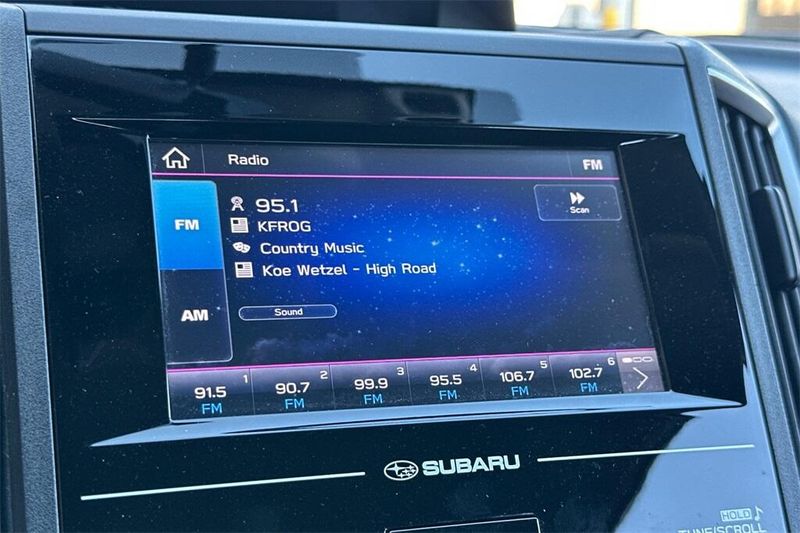 Radio
FM
FM
95.1
Scan
KFROG
Country Music
Koe Wetzel - High Road
AM
Sound
91.5 1
FM
90.7 2
FM
99.9 3
FM
95.5 4
FM
106.7 5
FM
102.7 6
FM
SUBARU
HOLD
TUNE/SCROLL